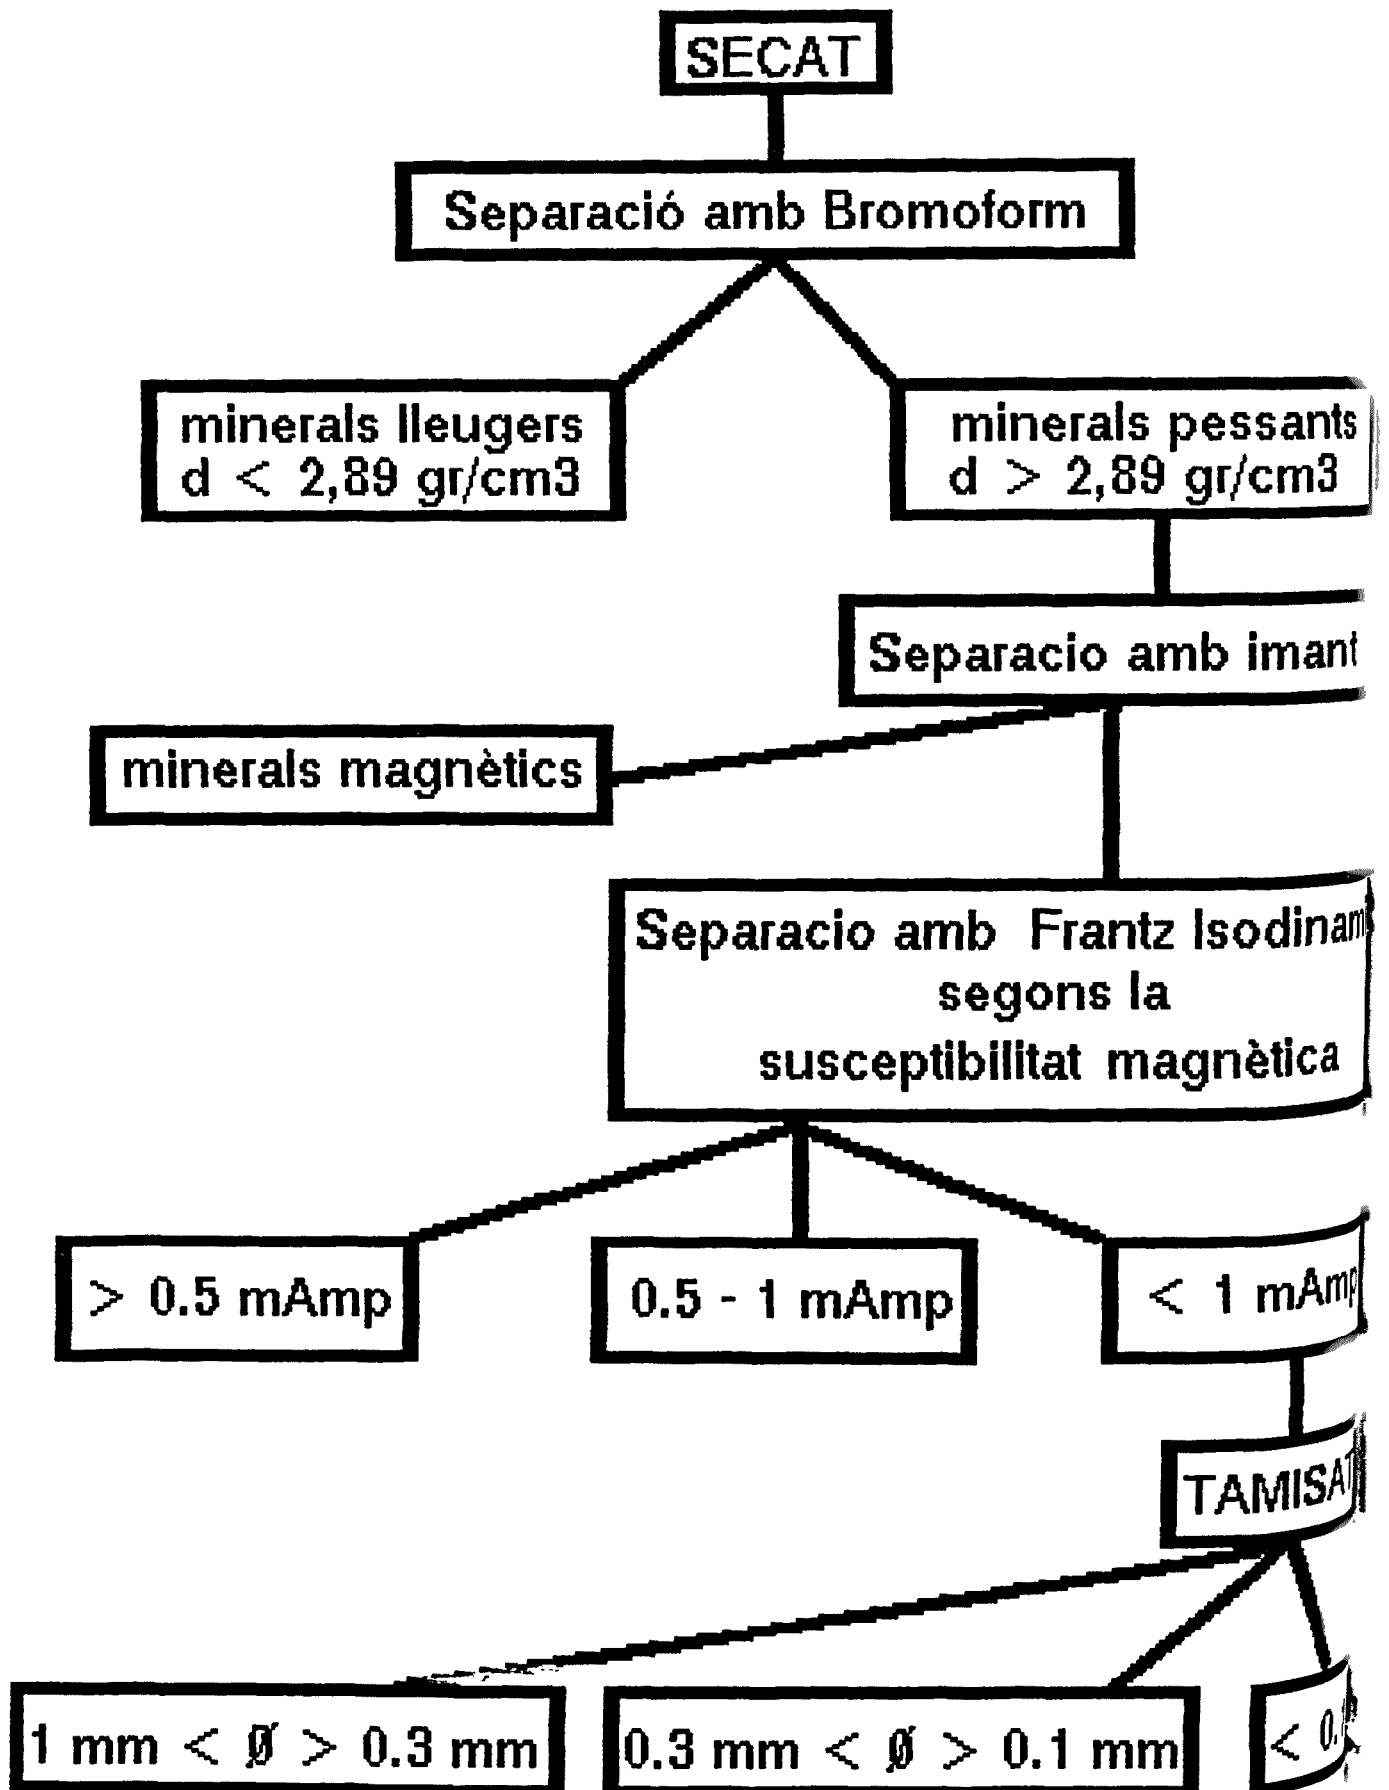 SECAT
Separació amb Bromoform
minerals lleugers
d < 2,89 gr/cm3
minerals pessants
d > 2,89 gr/cm3
Separacio amb imant
minerals magnètics
Separacio amb Frantz
segons la
susceptibilitat magnètica
> 0.5 mAmp
0.5 - 1 mAmp
< 1 mAmp
TAMISAT
1 mm < Ø > 0.3 mm
0.3 mm < Ø > 0.1 mm
<